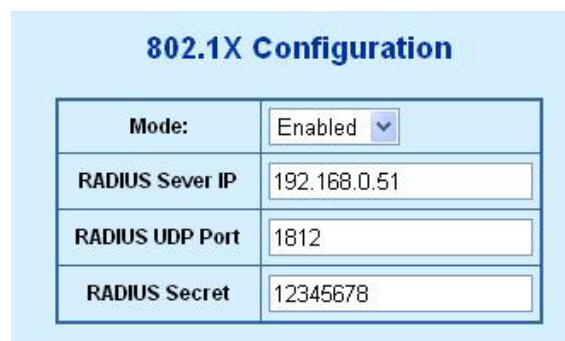 802.1X Configuration
Mode: Enabled
RADIUS Sever IP 192.168.0.51
RADIUS UDP Port 1812
RADIUS Secret 12345678